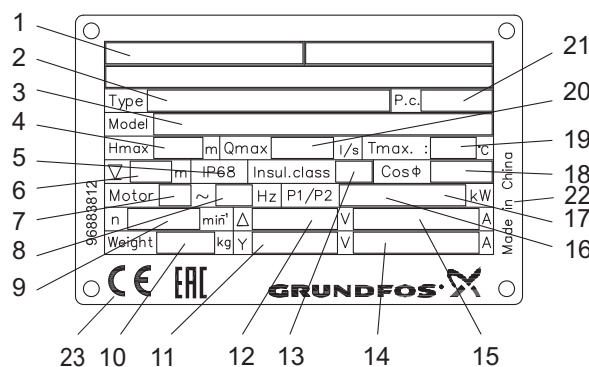 1
2
3
4
5
6
7
8
9
21
20
19
18
22
17
16
Type P.c.
Model
Hmax m Qmax l/s Tmax. : °C
▽ m IP68 Insul.class CosΦ
Motor ~ Hz P1/P2 kW
n min⁻¹ △ V A
Weight kg Y V A
96888812
Made in China
CE EAC GRUNDFOS
23 10 11 12 13 14 15